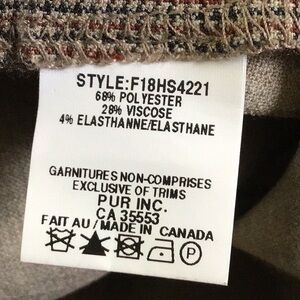 STYLE:F18HS4221
68% POLYESTER
28% VISCOSE
4% ELASTHANNE/ELASTHANE
GARNITURES NON-COMPRISES
EXCLUSIVE OF TRIMS
PUR INC.
CA 35553
FAIT AU / MADE IN CANADA
P